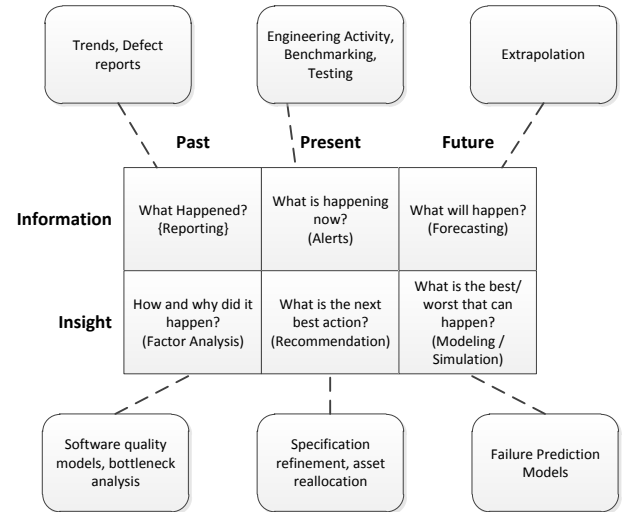 Trends, Defect
reports
Engineering Activity,
Benchmarking,
Testing
Extrapolation
Past
Present
Future
Information
What Happened?
{Reporting}
What is happening
now?
(Alerts)
What will happen?
(Forecasting)
Insight
How and why did it
happen?
(Factor Analysis)
What is the next
best action?
(Recommendation)
What is the best/
worst that can
happen?
(Modeling /
Simulation)
Software quality
models, bottleneck
analysis
Specification
refinement, asset
reallocation
Failure Prediction
Models